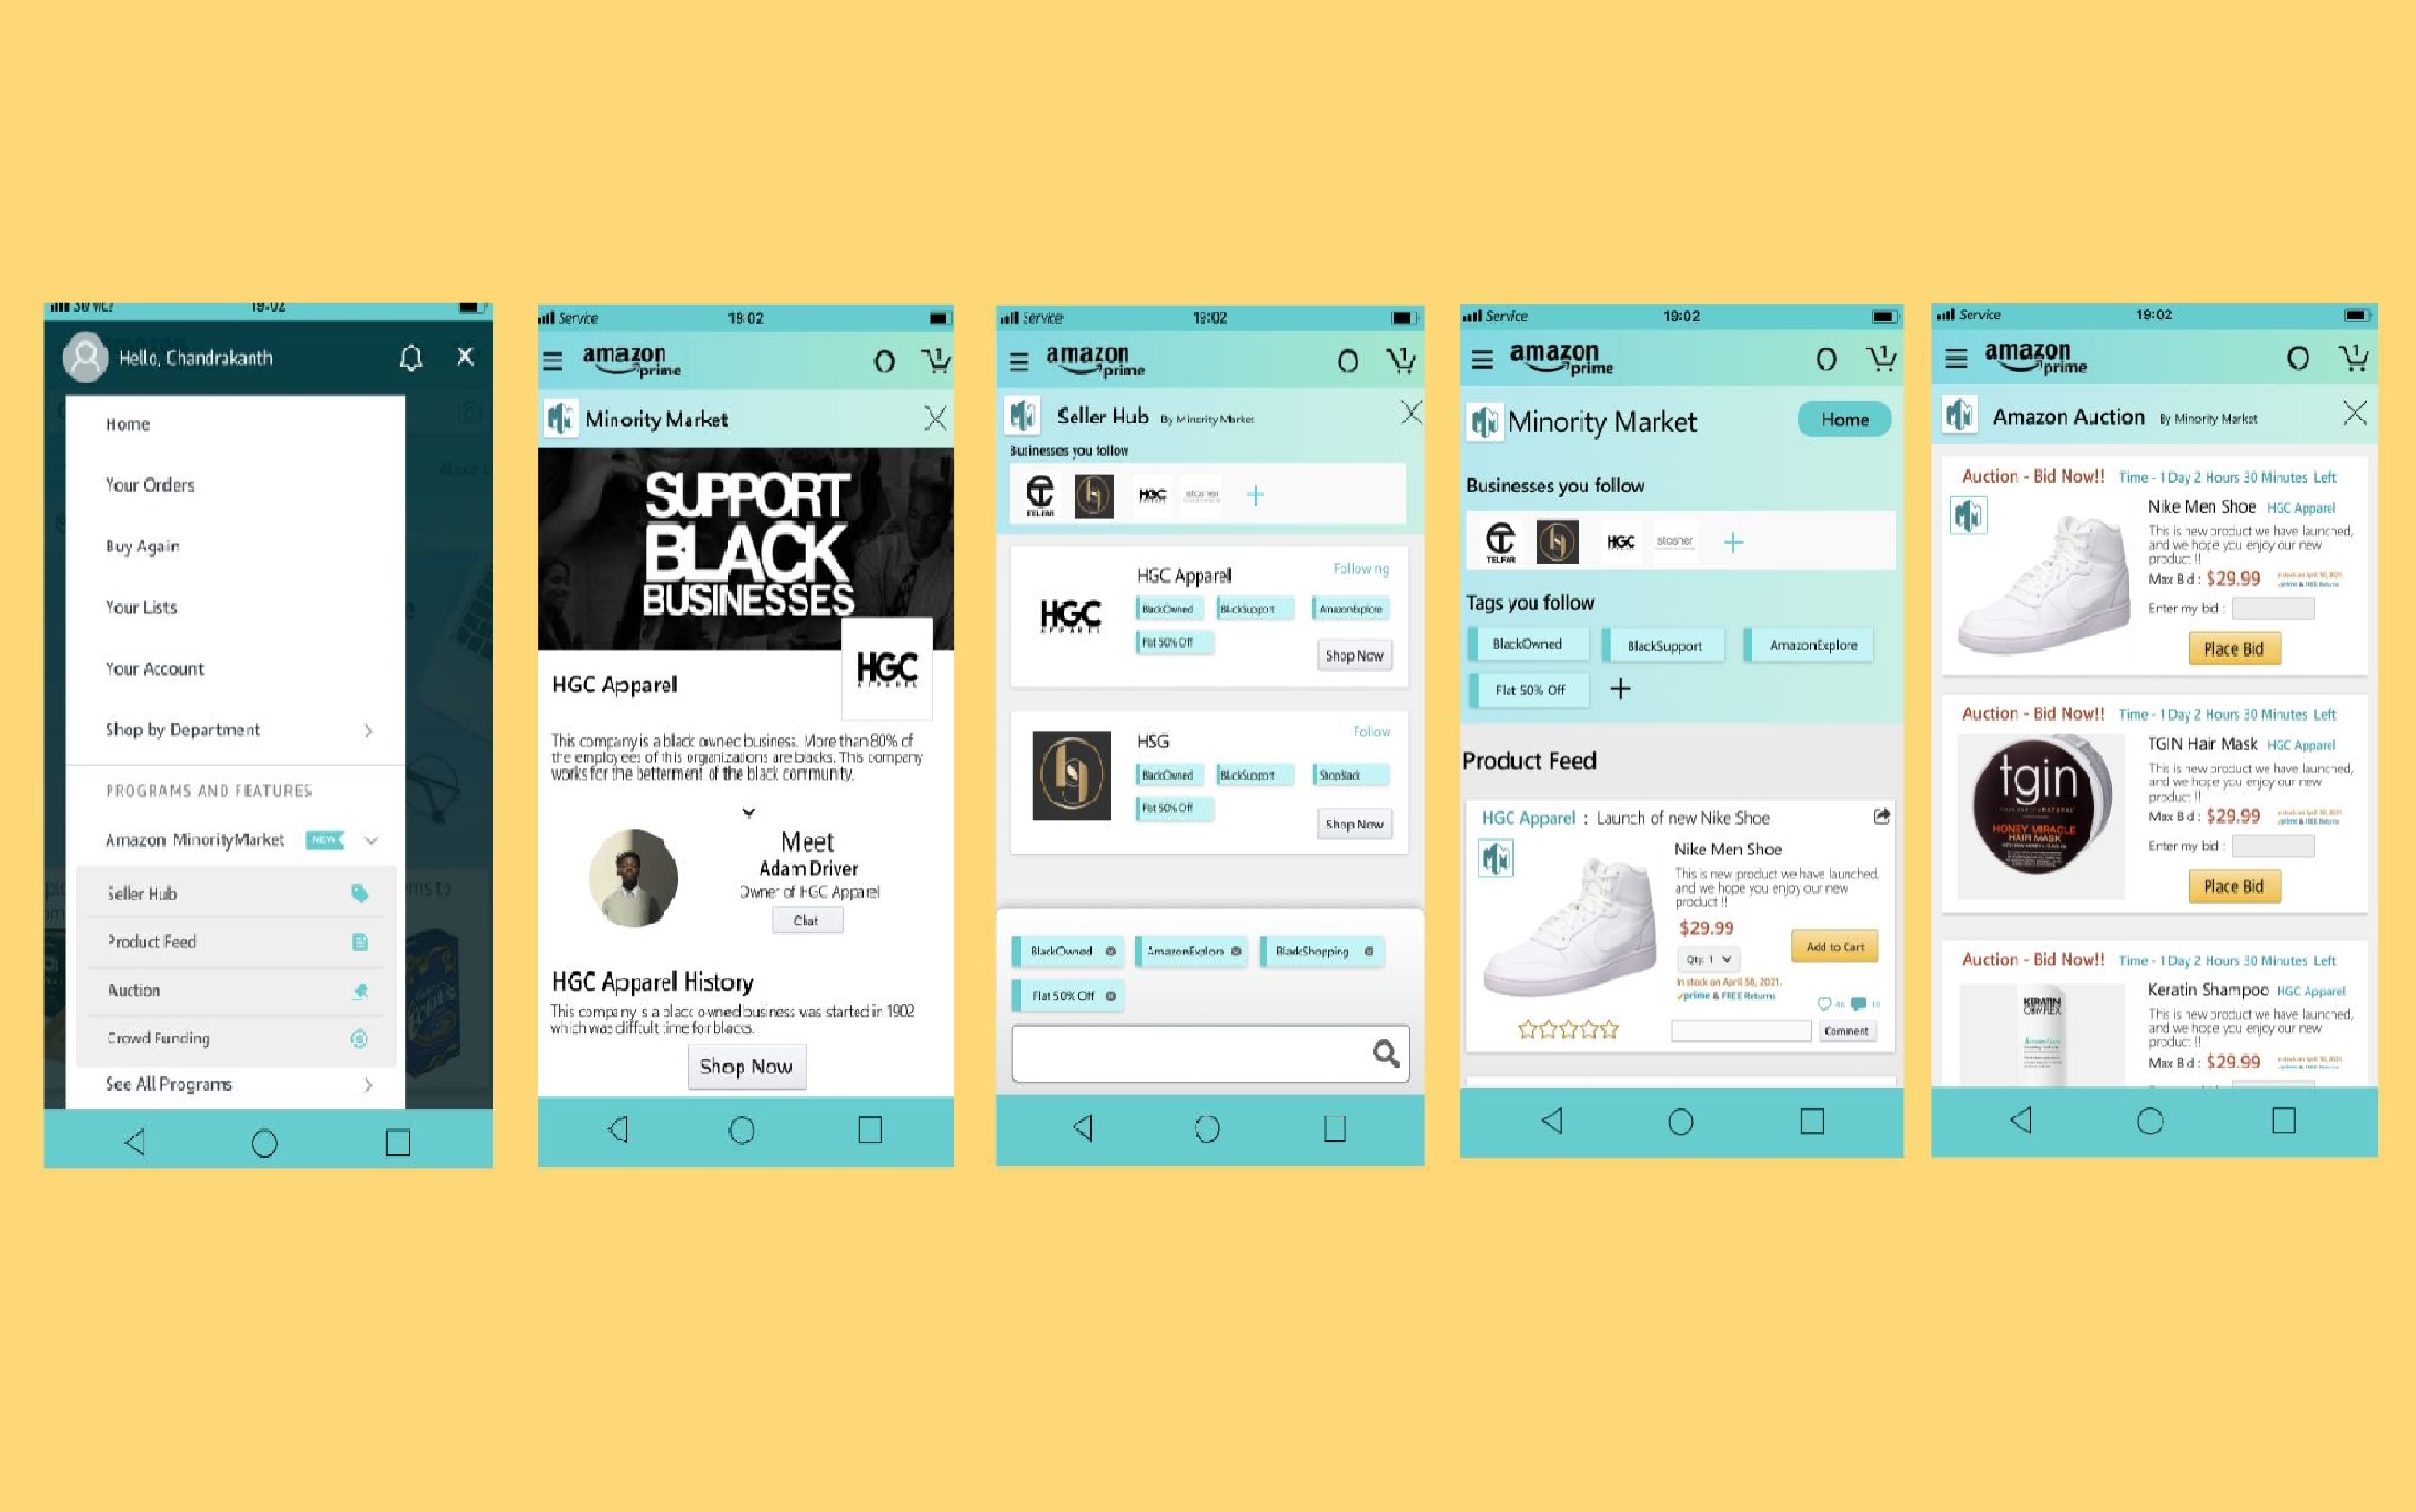 Service
19:02
Hello, Chandrakanth
Home
Your Orders
Buy Again
Your Lists
Your Account
Shop by Department
PROGRAMS AND FEATURES
Amazon MinorityMarket NEW
Seller Hub
Product Feed
Auction
Crowd Funding
See All Programs
Service 19:02
amazon
prime
1
Minority Market
SUPPORT
BLACK
BUSINESSES
HGC
APPAREL
HGC Apparel
This company is a black owned business. More than 80% of
the employees of this organizations are blacks. This company
works for the betterment of the black community.
Meet
Adam Driver
Owner of HGC Apparel
Chat
HGC Apparel History
This company is a black owned business was started in 1902
which was difficult time for blacks.
Shop Now
Service 19:02
amazon
prime
1
Seller Hub By Minority Market
Businesses you follow
TELFAR
HGC
stasher
HGC
APPAREL
HGC Apparel Following
BlackOwned BlackSupport AmazonExplore
Flat 50% Off
Shop Now
HSG Follow
BlackOwned BlackSupport ShopBlack
Flat 50% Off
Shop Now
BlackOwned AmazonExplore BlackShopping
Flat 50% Off
Service 19:02
amazon
prime
1
Minority Market Home
Businesses you follow
TELFAR
HGC
stasher
Tags you follow
BlackOwned BlackSupport AmazonExplore
Flat 50% Off
Product Feed
HGC Apparel : Launch of new Nike Shoe
Nike Men Shoe
This is new product we have launched,
and we hope you enjoy our new
product !!
$29.99
Qty: 1
Add to Cart
In stock on April 30, 2021.
prime & FREE Returns
Comment
Service 19:02
amazon
prime
1
Amazon Auction By Minority Market
Auction - Bid Now!! Time - 1 Day 2 Hours 30 Minutes Left
Nike Men Shoe HGC Apparel
This is new product we have launched,
and we hope you enjoy our new
product !!
Max Bid : $29.99
Enter my bid :
Place Bid
Auction - Bid Now!! Time - 1 Day 2 Hours 30 Minutes Left
tgin
HONEY MIRACLE
HAIR MASK
TGIN Hair Mask HGC Apparel
This is new product we have launched,
and we hope you enjoy our new
product !!
Max Bid : $29.99
Enter my bid :
Place Bid
Auction - Bid Now!! Time - 1 Day 2 Hours 30 Minutes Left
KERATIN
COMPLEX
Keratin Shampoo HGC Apparel
This is new product we have launched,
and we hope you enjoy our new
product !!
Max Bid : $29.99